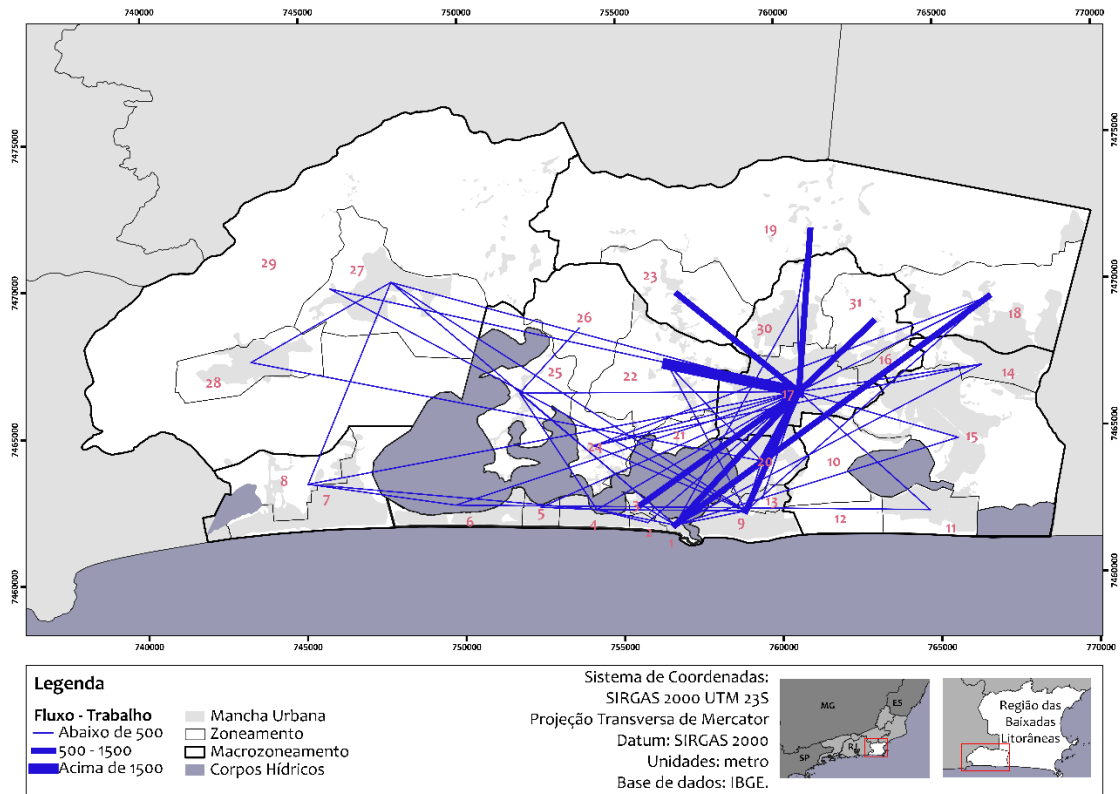 740000 745000 750000 755000 760000 765000 770000
7475000 7475000
7470000 7470000
7465000 7465000
7460000 7460000
19
23
29 27
26 30 31 18
16
28 25 22 17 14
21 15
24 20 10
8 7
3 13
6 5 4 2 9 12 11
1
740000 745000 750000 755000 760000 765000 770000
Legenda
Fluxo - Trabalho
Abaixo de 500
500 - 1500
Acima de 1500
Mancha Urbana
Zoneamento
Macrozoneamento
Corpos Hídricos
Sistema de Coordenadas:
SIRGAS 2000 UTM 23S
Projeção Transversa de Mercator
Datum: SIRGAS 2000
Unidades: metro
Base de dados: IBGE.
MG
ES
RJ
SP
Região das
Baixadas
Litorâneas